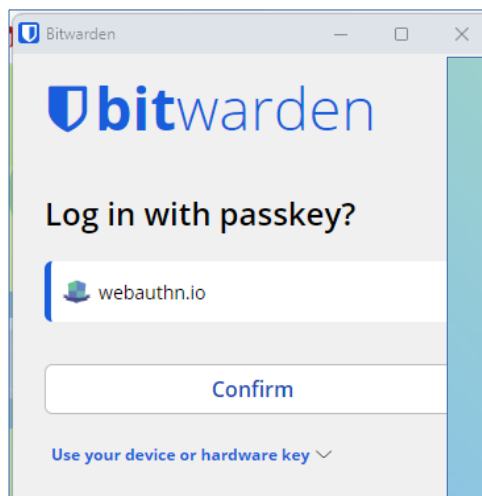 Bitwarden
bitwarden
Log in with passkey?
webauthn.io
Confirm
Use your device or hardware key